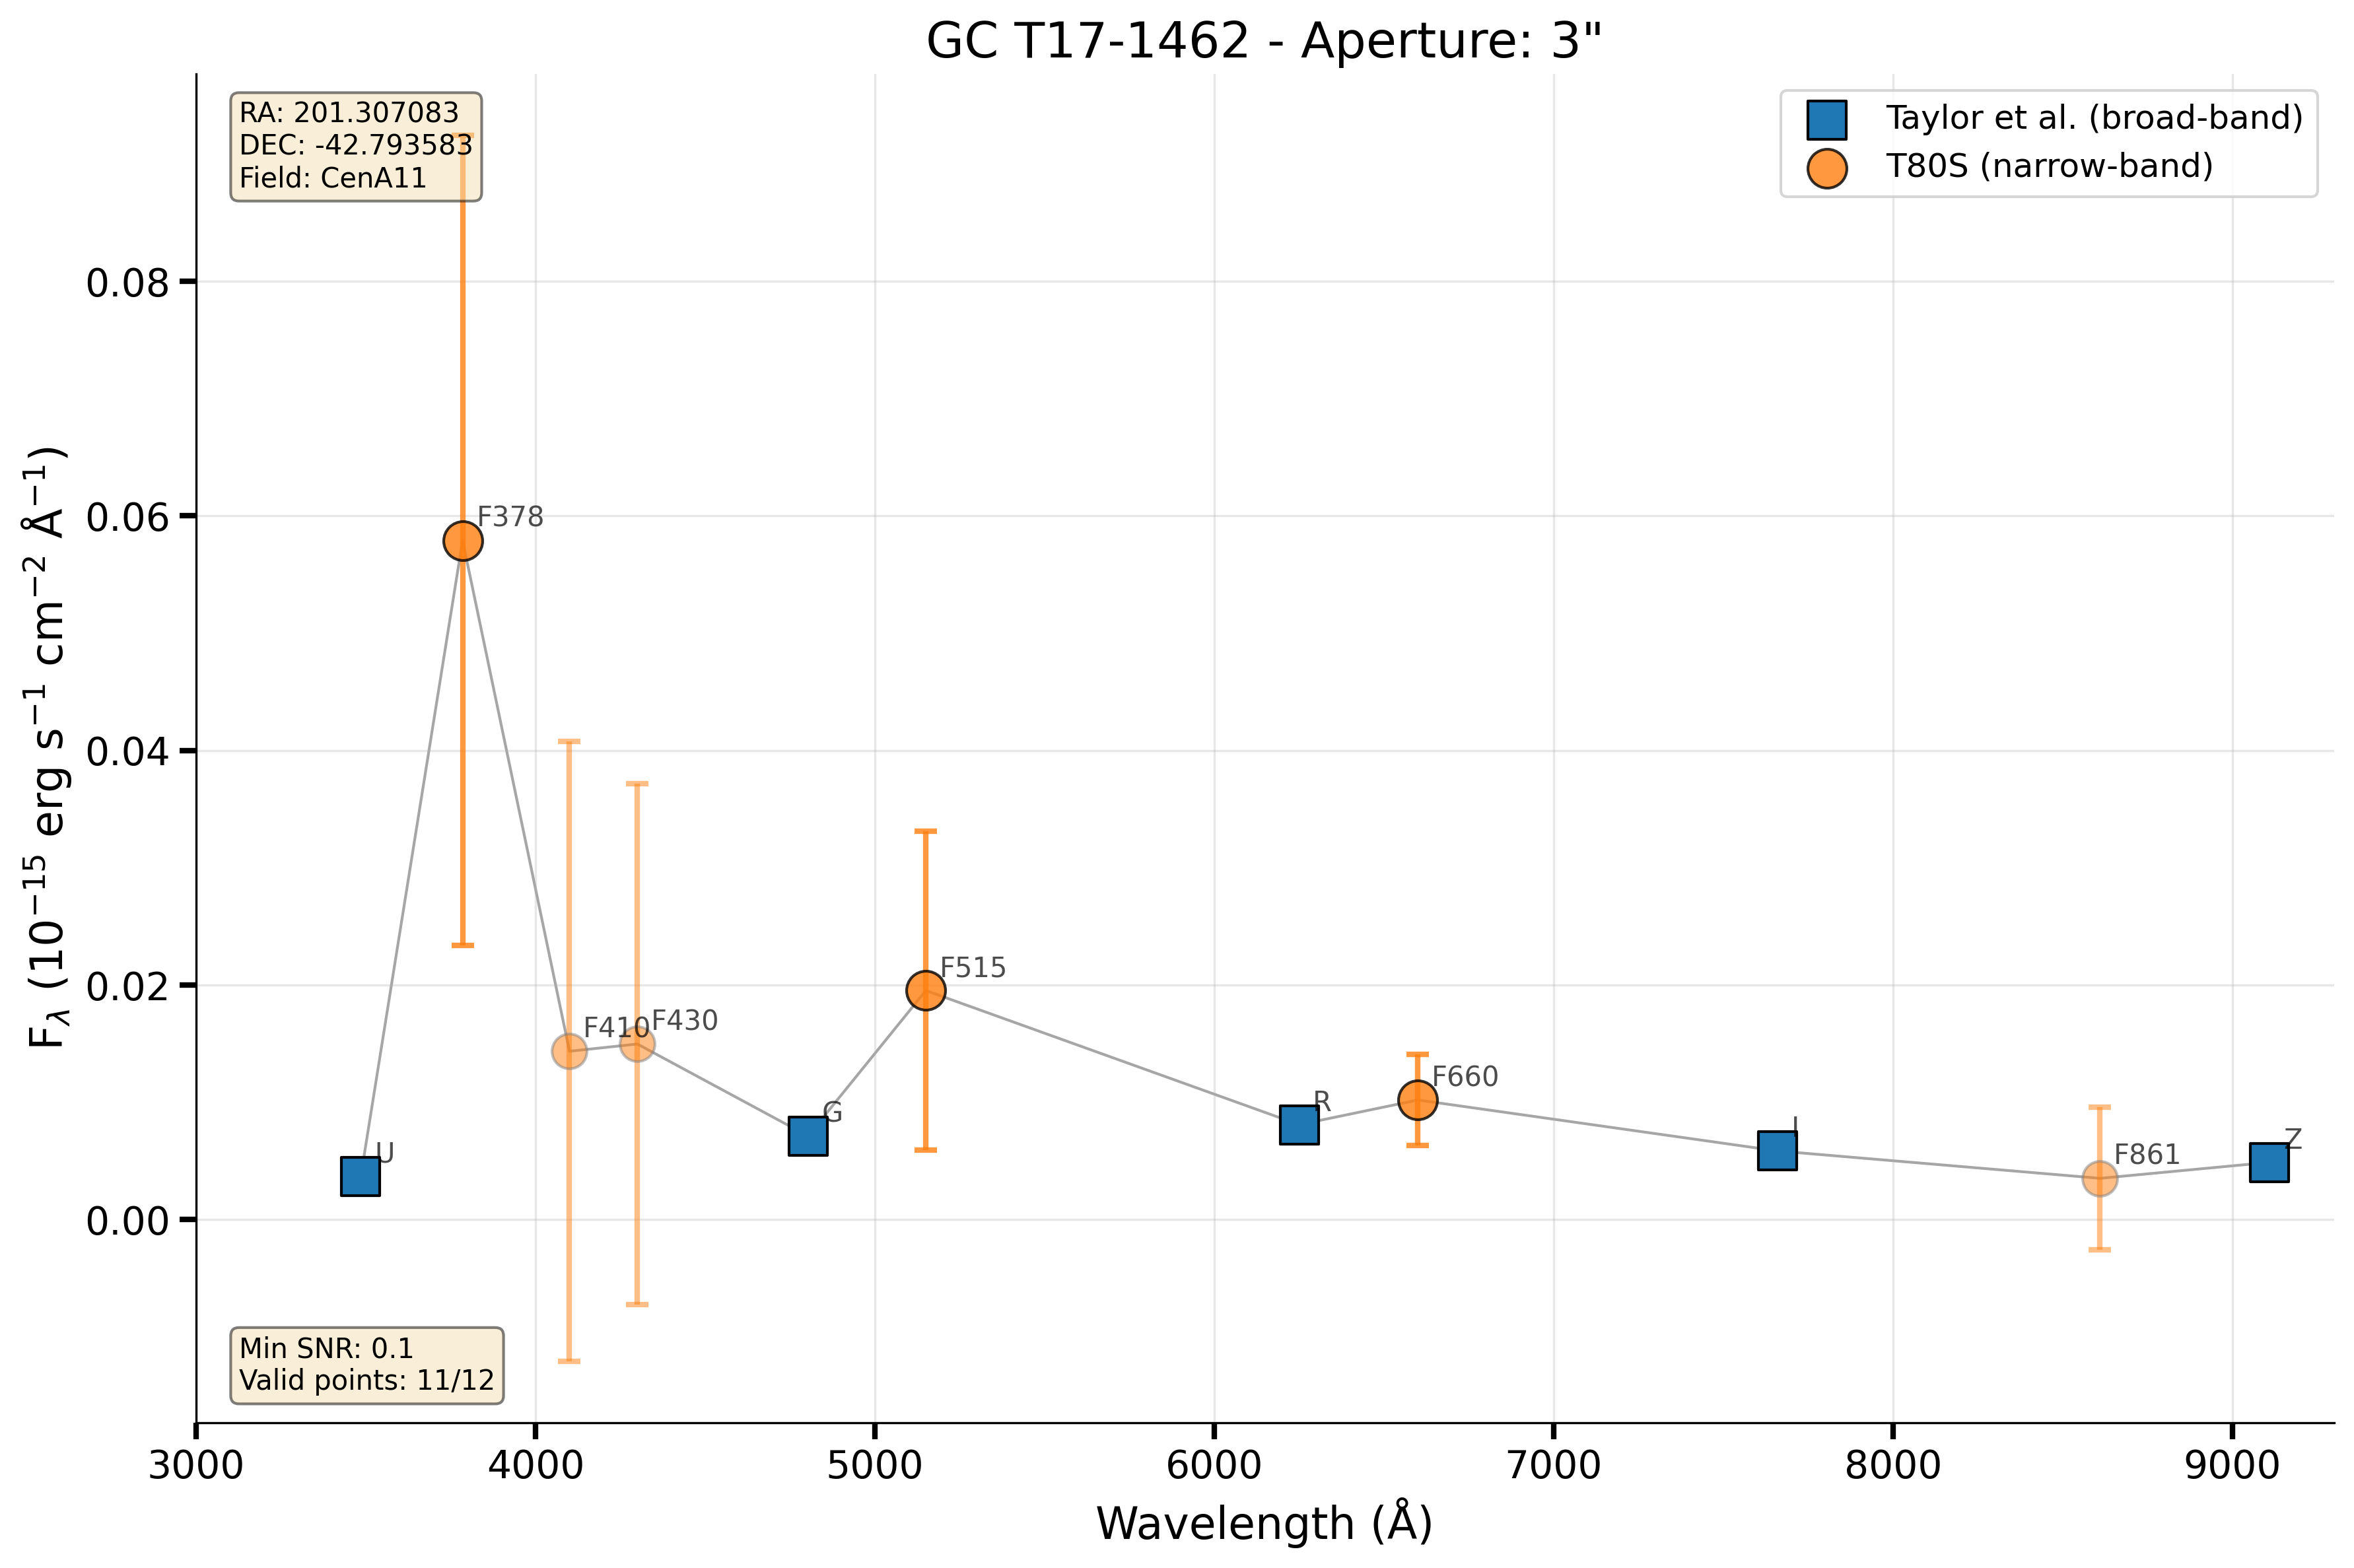 GC T17-1462 - Aperture: 3"
RA: 201.307083
DEC: -42.793583
Field: CenA11
Taylor et al. (broad-band)
T80S (narrow-band)
0.08
0.06
0.04
0.02
0.00
F_λ (10⁻¹⁵ erg s⁻¹ cm⁻² Å⁻¹)
U
F378
F410
F430
G
F515
R
F660
I
F861
Z
Min SNR: 0.1
Valid points: 11/12
3000 4000 5000 6000 7000 8000 9000
Wavelength (Å)